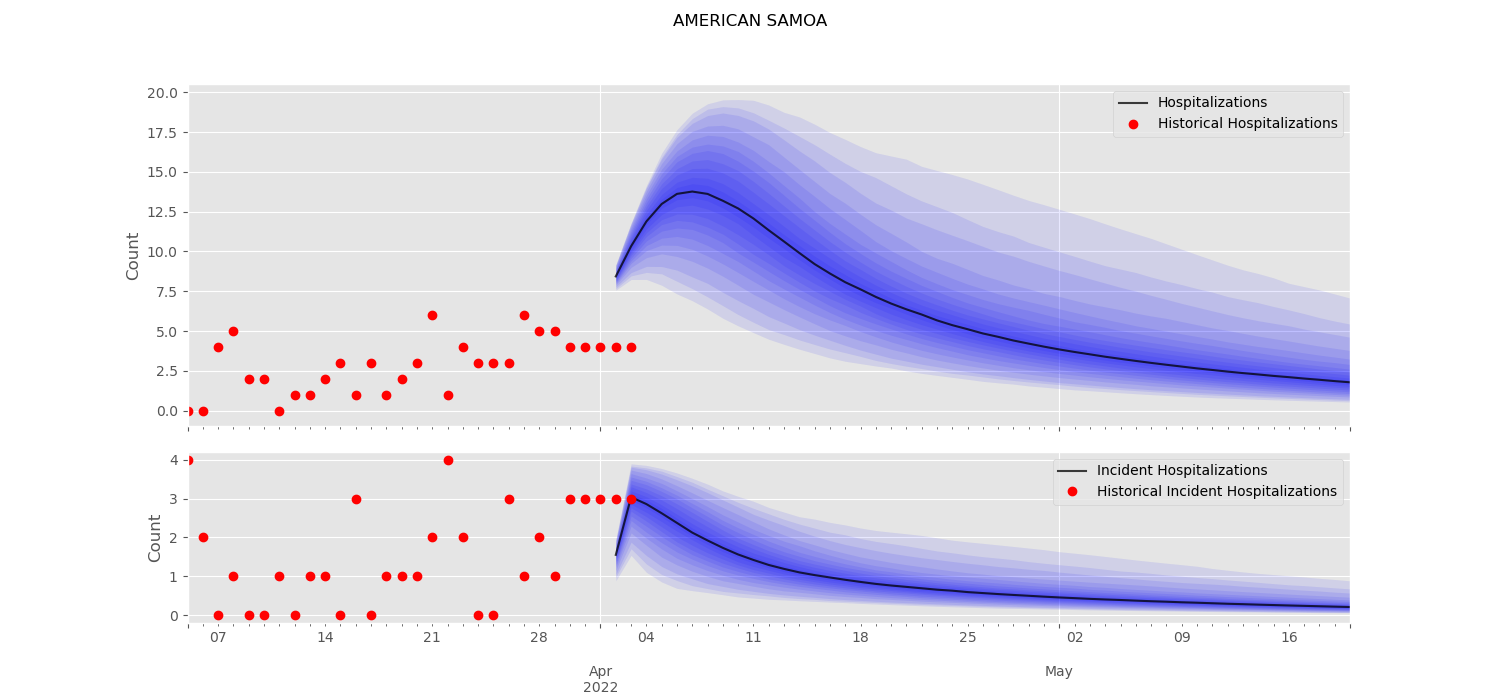 AMERICAN SAMOA
20.0
17.5
15.0
12.5
10.0
7.5
5.0
2.5
0.0
Count
Hospitalizations
Historical Hospitalizations
4
3
2
1
0
Count
Incident Hospitalizations
Historical Incident Hospitalizations
07 14 21 28 04 11 18 25 02 09 16
Apr May
2022